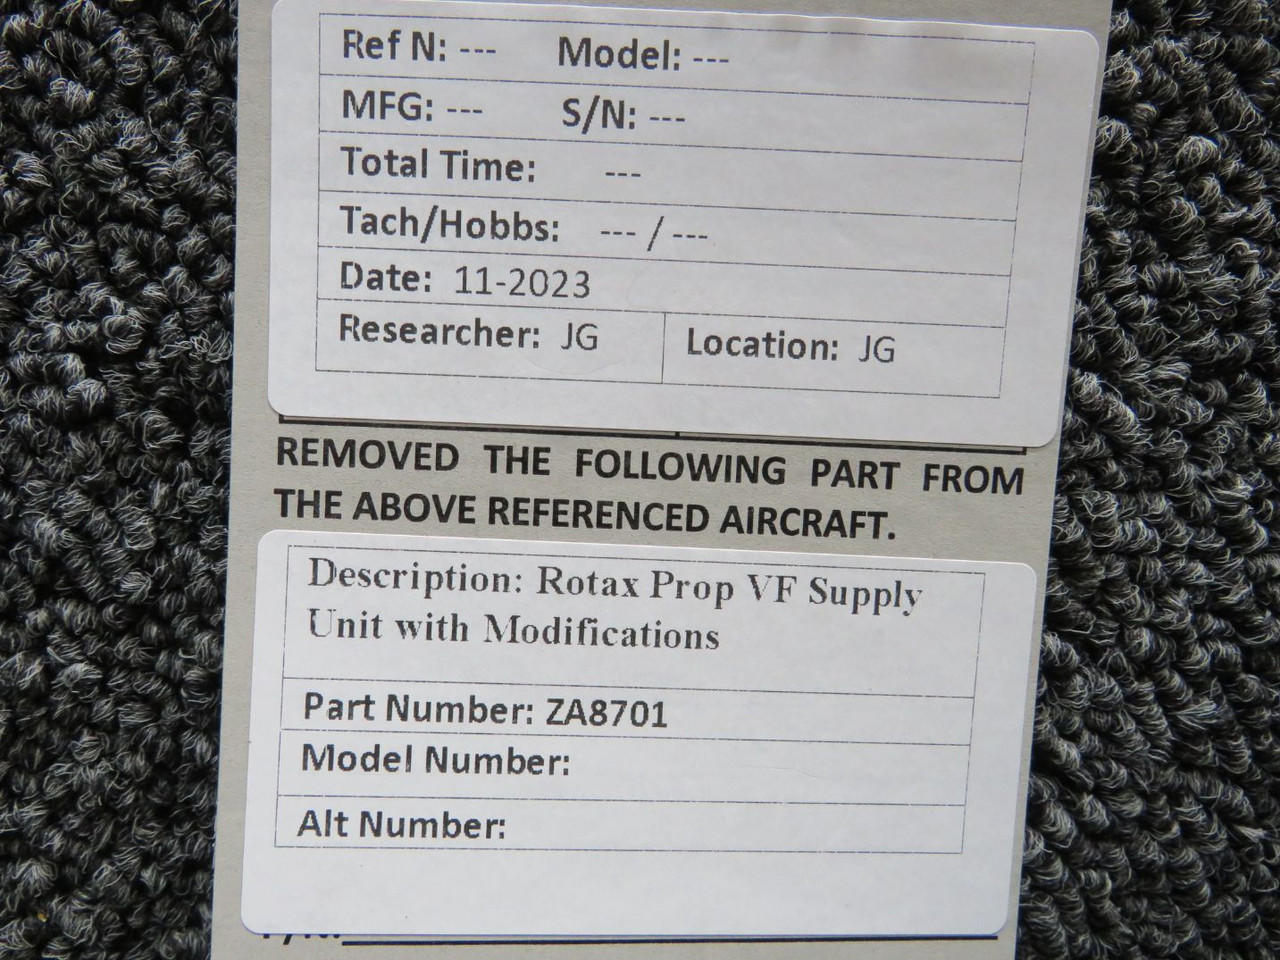 Ref N: --- Model: ---
MFG: --- S/N: ---
Total Time: ---
Tach/Hobbs: --- / ---
Date: 11-2023
Researcher: JG Location: JG
REMOVED THE FOLLOWING PART FROM
THE ABOVE REFERENCED AIRCRAFT.
Description: Rotax Prop VF Supply
Unit with Modifications
Part Number: ZA8701
Model Number:
Alt Number: